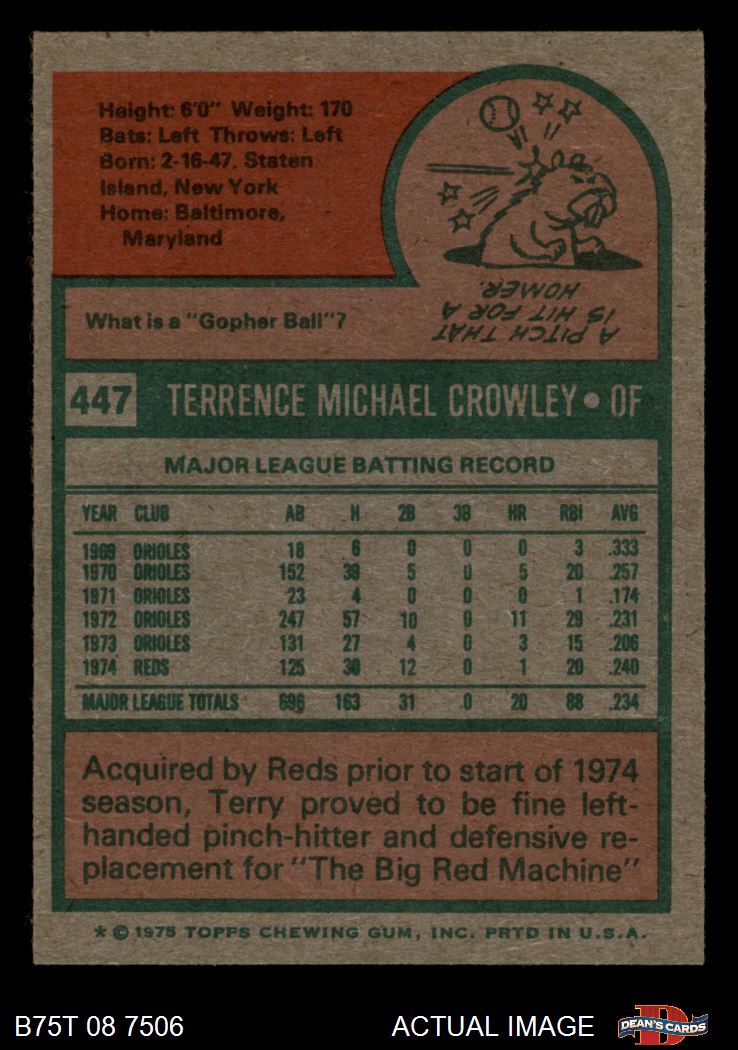 Height: 6'0" Weight: 170
Bats: Left Throws: Left
Born: 2-16-47, Staten
Island, New York
Home: Baltimore,
Maryland
What is a "Gopher Ball"?
A PITCH THAT
IS HIT FOR A
HOMER.
447 TERRENCE MICHAEL CROWLEY • OF
MAJOR LEAGUE BATTING RECORD
YEAR CLUB AB H 2B 3B HR RBI AVG
1969 ORIOLES 18 6 0 0 0 3 .333
1970 ORIOLES 152 39 5 0 5 20 .257
1971 ORIOLES 23 4 0 0 0 1 .174
1972 ORIOLES 247 57 10 0 11 29 .231
1973 ORIOLES 131 27 4 0 3 15 .206
1974 REDS 125 30 12 0 1 20 .240
MAJOR LEAGUE TOTALS 696 163 31 0 20 88 .234
Acquired by Reds prior to start of 1974
season, Terry proved to be fine left-
handed pinch-hitter and defensive re-
placement for "The Big Red Machine"
* © 1975 TOPPS CHEWING GUM, INC. PRTD IN U.S.A.
B75T 08 7506 ACTUAL IMAGE D DEAN'S CARDS